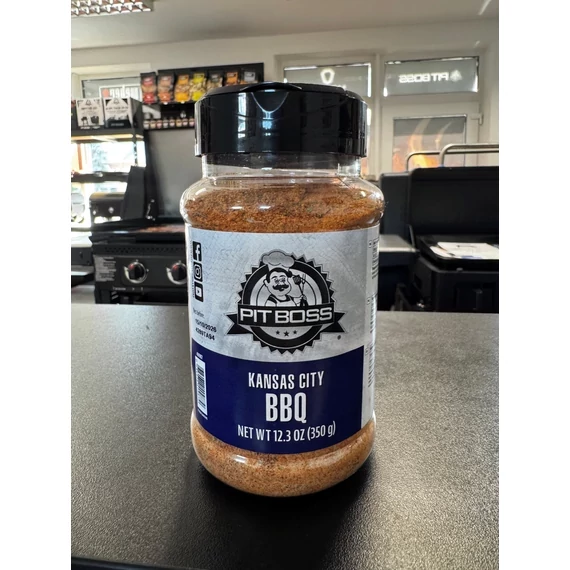 PIT BOSS
PIT BOSS
KANSAS CITY
BBQ
NET WT 12.3 OZ (350 g)